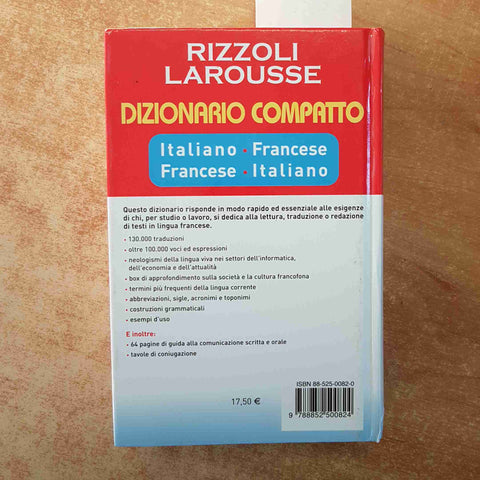 RIZZOLI
LAROUSSE
DIZIONARIO COMPATTO
Italiano · Francese
Francese · Italiano
Questo dizionario risponde in modo rapido ed essenziale alle esigenze
di chi, per studio o lavoro, si dedica alla lettura, traduzione o redazione
di testi in lingua francese.
· 130.000 traduzioni
· oltre 100.000 voci ed espressioni
· neologismi della lingua viva nei settori dell'informatica,
dell'economia e dell'attualità
· box di approfondimento sulla società e la cultura francofona
· termini più frequenti della lingua corrente
· abbreviazioni, sigle, acronimi e toponimi
· costruzioni grammaticali
· esempi d'uso
E inoltre:
· 64 pagine di guida alla comunicazione scritta e orale
· tavole di coniugazione
ISBN 88-525-0082-0
17,50 €
9 788852 500824